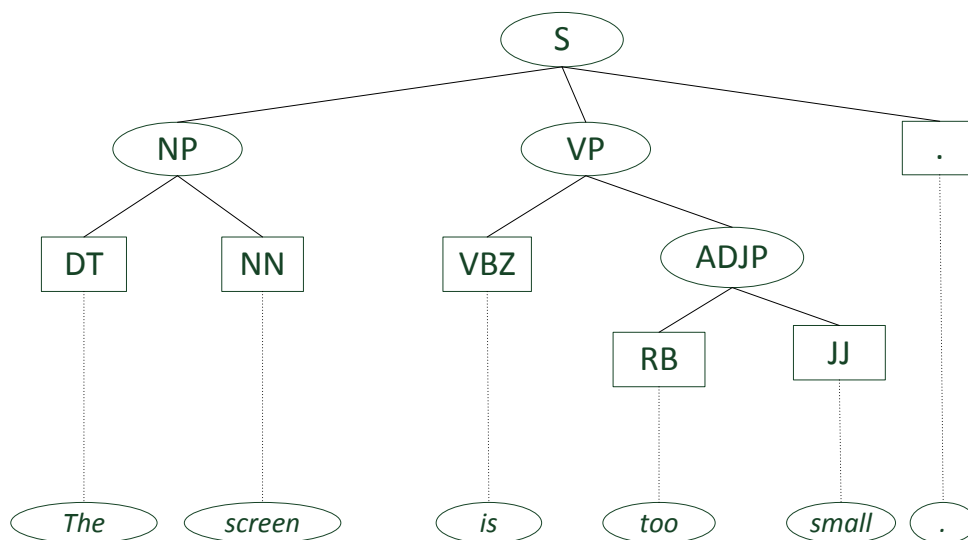 S
NP VP .
DT NN VBZ ADJP
RB JJ
The screen is too small .